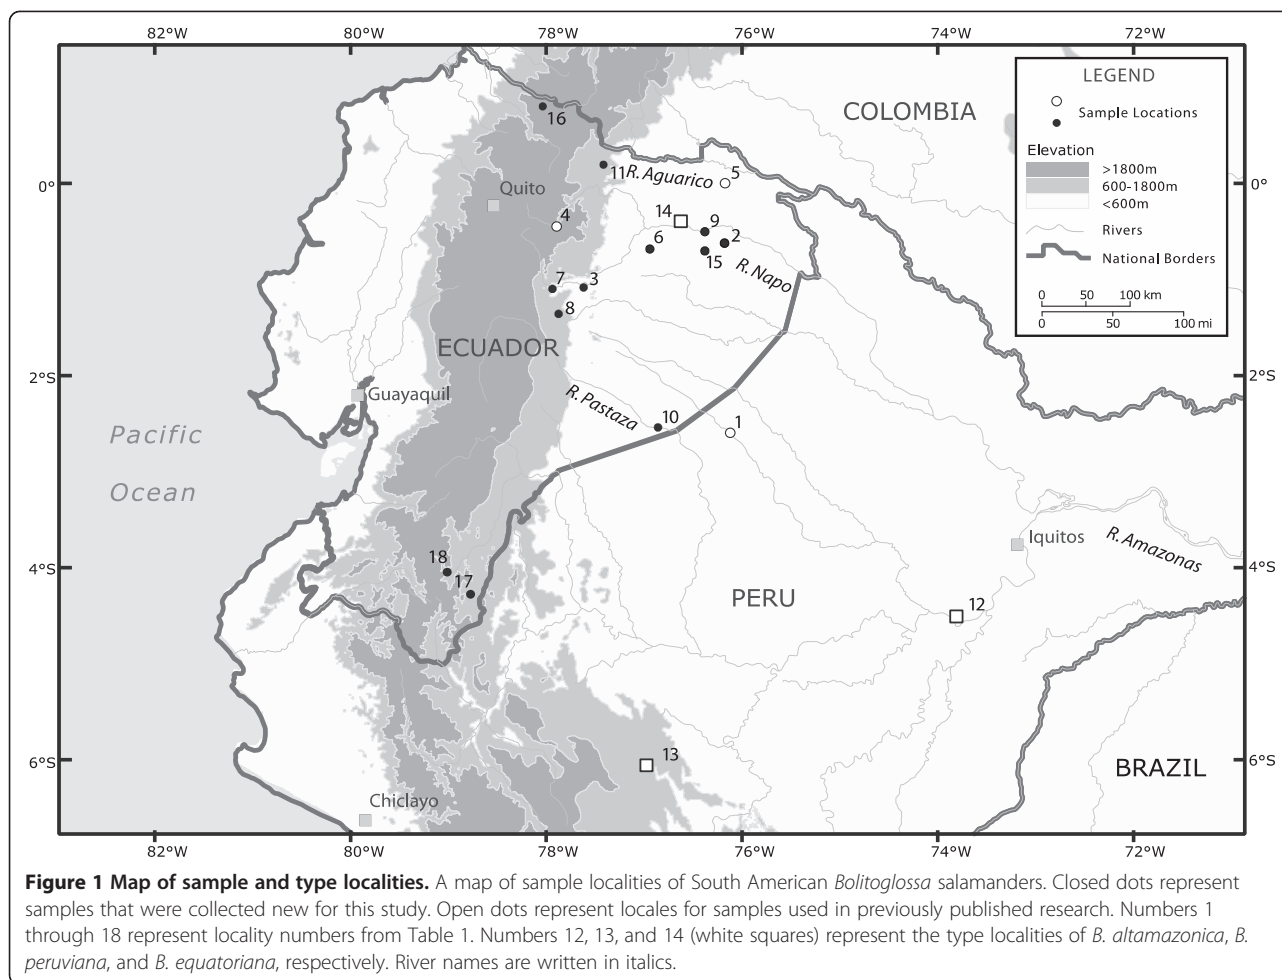 82°W 80°W 78°W 76°W 74°W 72°W
LEGEND
Sample Locations
Elevation
>1800m
600-1800m
<600m
Rivers
National Borders
0 50 100 km
0 50 100 mi
COLOMBIA
16
11
R. Aguarico
5
0°
0°
Quito
4
14
9
6
2
15
R. Napo
7
3
8
ECUADOR
2°S
2°S
Guayaquil
R. Pastaza
10
1
Pacific
Ocean
Iquitos
R. Amazonas
18
17
4°S
4°S
PERU
12
13
6°S
6°S
BRAZIL
Chiclayo
82°W 80°W 78°W 76°W 74°W 72°W
Figure 1 Map of sample and type localities. A map of sample localities of South American Bolitoglossa salamanders. Closed dots represent
samples that were collected new for this study. Open dots represent locales for samples used in previously published research. Numbers 1
through 18 represent locality numbers from Table 1. Numbers 12, 13, and 14 (white squares) represent the type localities of B. altamazonica, B.
peruviana, and B. equatoriana, respectively. River names are written in italics.